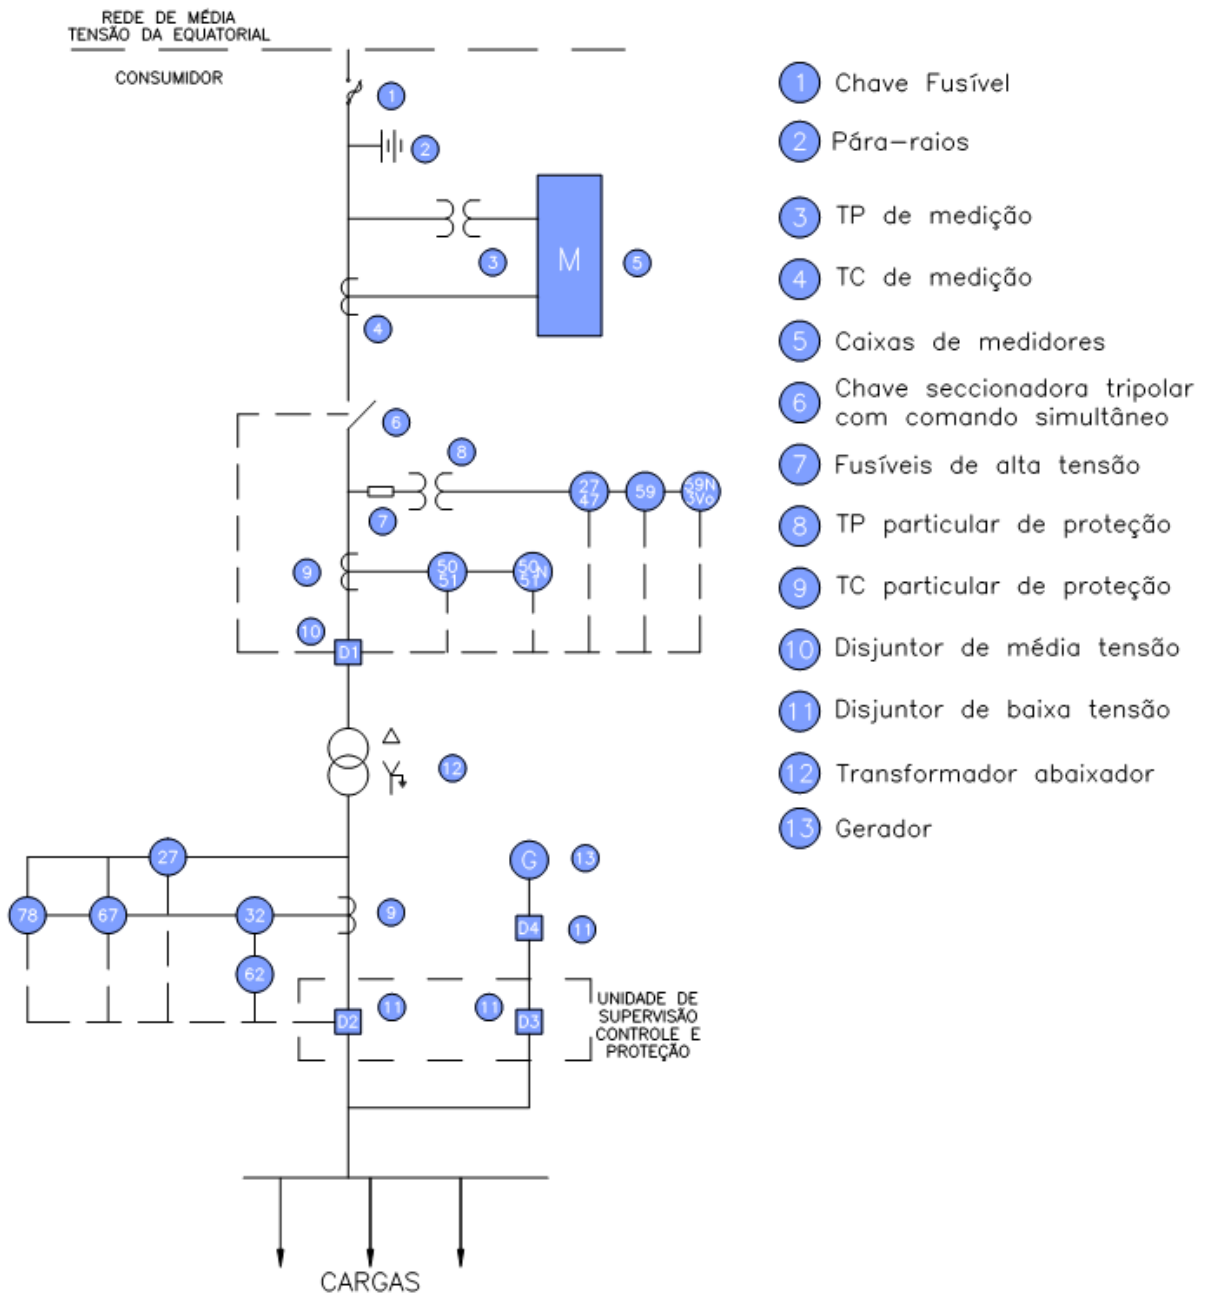 REDE DE MÉDIA
TENSÃO DA EQUATORIAL
CONSUMIDOR
1
2
3
M
5
4
6
8
7
27
47
59
59N
3Vo
9
50
51
50
51N
10
D1
12
27
G
13
78
67
32
9
D4
11
62
11
11
D2
D3
UNIDADE DE
SUPERVISÃO
CONTROLE E
PROTEÇÃO
CARGAS
1 Chave Fusível
2 Pára-raios
3 TP de medição
4 TC de medição
5 Caixas de medidores
6 Chave seccionadora tripolar
com comando simultâneo
7 Fusíveis de alta tensão
8 TP particular de proteção
9 TC particular de proteção
10 Disjuntor de média tensão
11 Disjuntor de baixa tensão
12 Transformador abaixador
13 Gerador